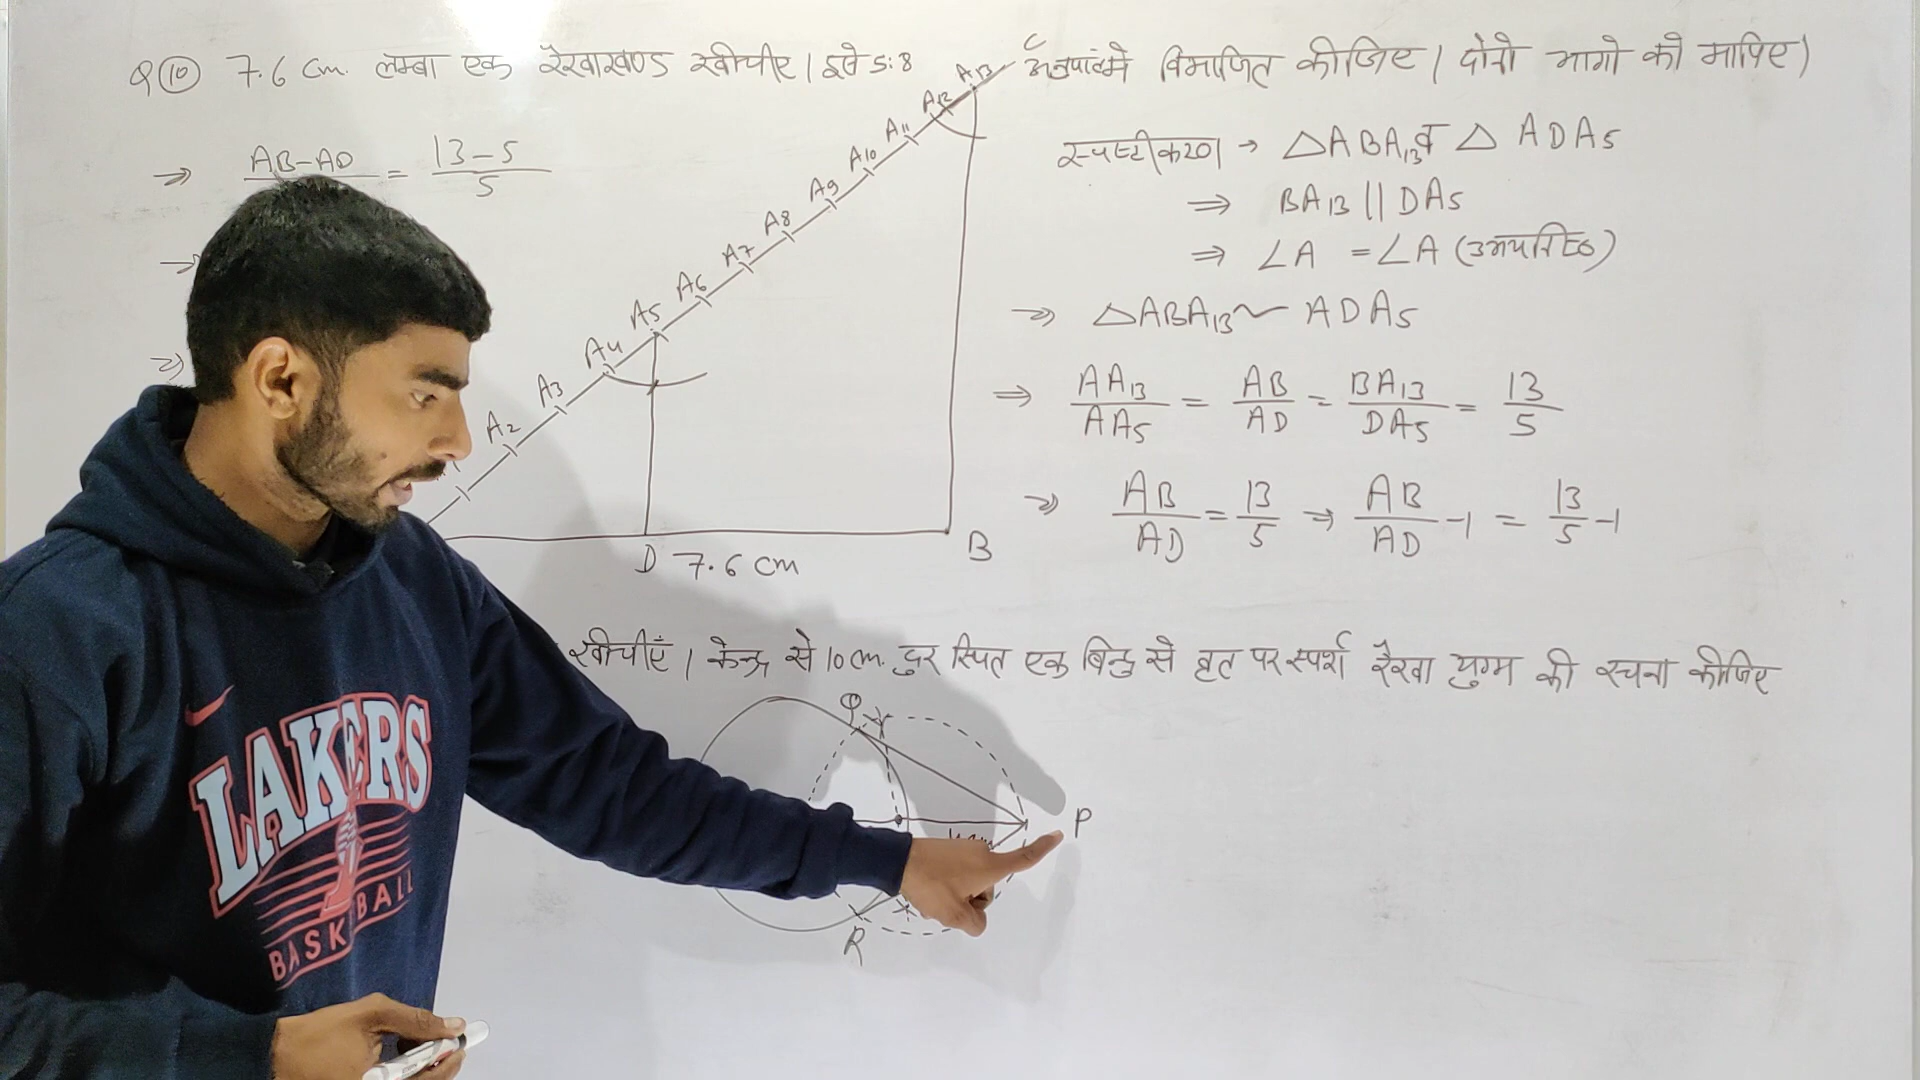 Q⑩ 7.6 cm. लम्बा एक रेखाखण्ड खीचीए। इसे 5:8 अनुपातमे विभाजित कीजिए। दोनो भागो को मापिए)
⇒ AB-AD = 13-5
5
स्पष्टीकरण → △ABA13 व △ ADA5
⇒ BA13 || DA5
⇒ ∠A = ∠A (उभयनिष्ठ)
⇒ △ABA13 ~ ADA5
⇒ AA13/AA5 = AB/AD = BA13/DA5 = 13/5
⇒ AB/AD = 13/5 → AB/AD -1 = 13/5 -1
C
A13
A12
A11
A10
A9
A8
A7
A6
A5
A4
A3
A2
D 7.6 cm B
खीचीएँ। केन्द्र से 10cm. दुर स्थित एक बिन्दु से वृत पर स्पर्श रेखा युग्म की रचना कीजिए
Q
P
R
LAKERS
BASKETBALL